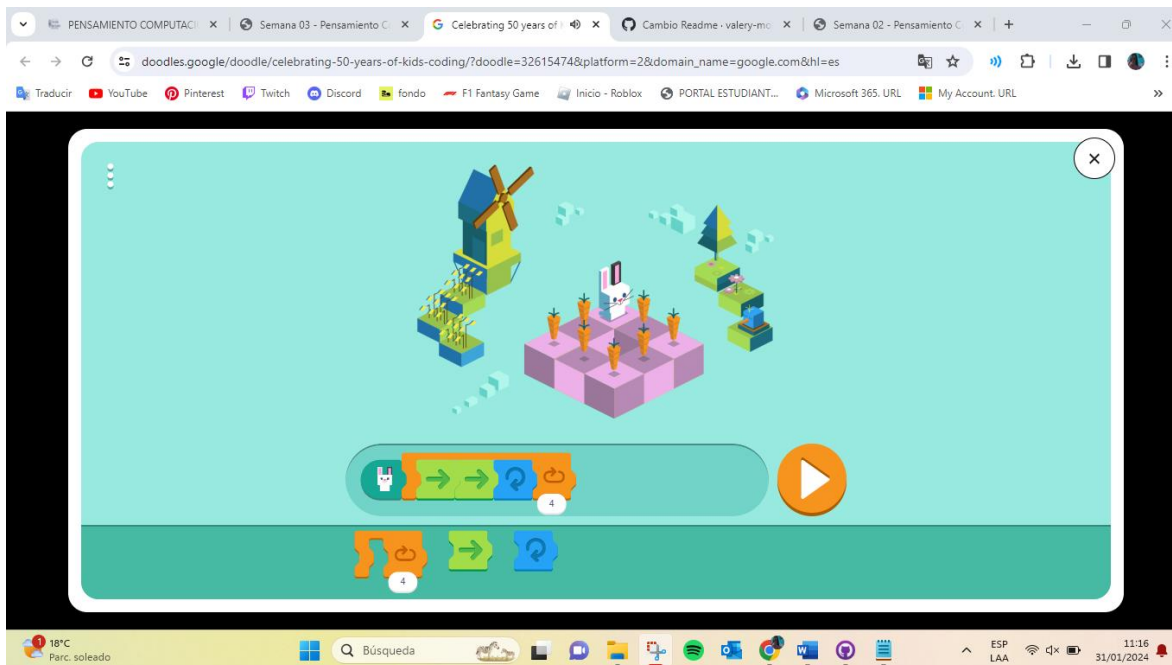 PENSAMIENTO COMPUTACI
Semana 03 - Pensamiento C
Celebrating 50 years of
Cambio Readme · valery-mo
Semana 02 - Pensamiento C
doodles.google/doodle/celebrating-50-years-of-kids-coding/?doodle=32615474&platform=2&domain_name=google.com&hl=es
Traducir
YouTube
Pinterest
Twitch
Discord
fondo
F1 Fantasy Game
Inicio - Roblox
PORTAL ESTUDIANT...
Microsoft 365. URL
My Account. URL
4
4
1
18°C
Parc. soleado
Búsqueda
ESP
LAA
11:16
31/01/2024